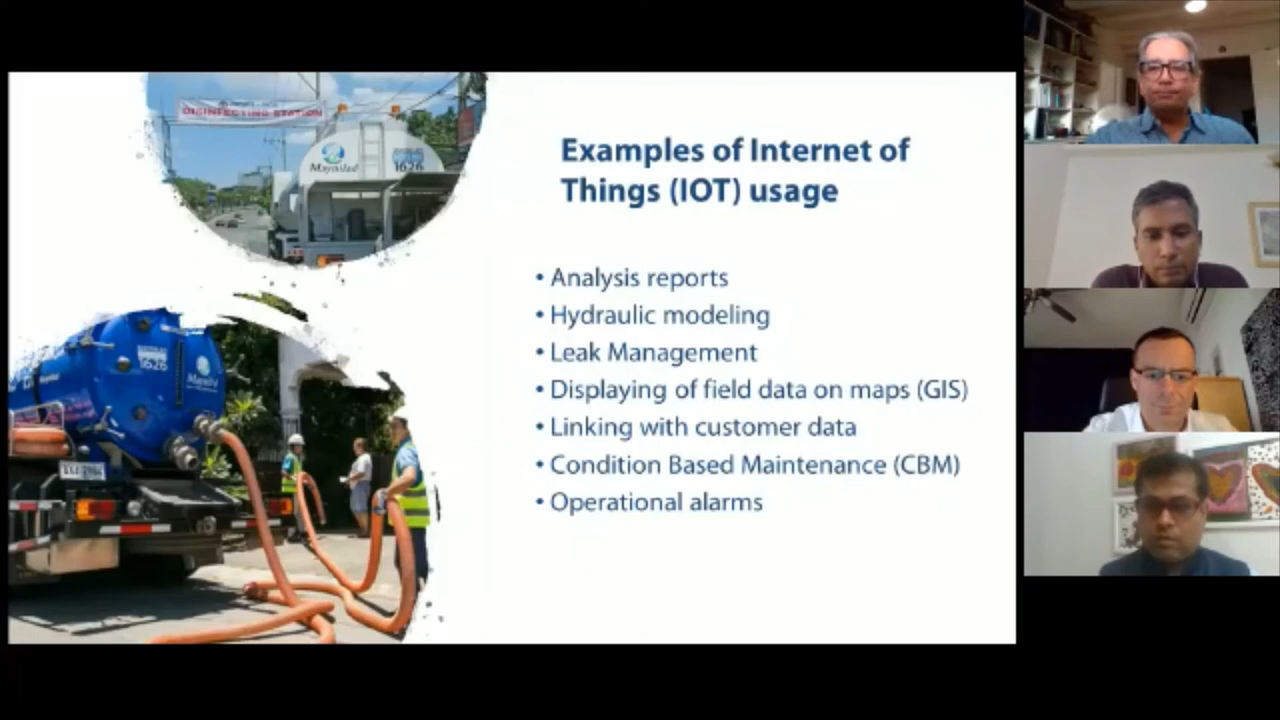 DISINFECTING STATION
Maynilad
1626
1626
Maynilad
Examples of Internet of
Things (IOT) usage
• Analysis reports
• Hydraulic modeling
• Leak Management
• Displaying of field data on maps (GIS)
• Linking with customer data
• Condition Based Maintenance (CBM)
• Operational alarms